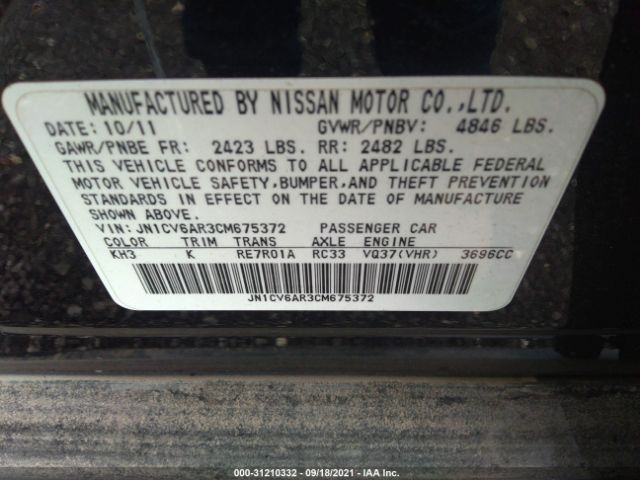 MANUFACTURED BY NISSAN MOTOR CO.,LTD.
DATE: 10/11 GVWR/PNBV: 4846 LBS.
GAWR/PNBE FR: 2423 LBS. RR: 2482 LBS.
THIS VEHICLE CONFORMS TO ALL APPLICABLE FEDERAL
MOTOR VEHICLE SAFETY,BUMPER,AND THEFT PREVENTION
STANDARDS IN EFFECT ON THE DATE OF MANUFACTURE
SHOWN ABOVE.
VIN: JN1CV6AR3CM675372 PASSENGER CAR
COLOR TRIM TRANS AXLE ENGINE
KH3 K RE7R01A RC33 VQ37(VHR) 3696CC
JN1CV6AR3CM675372
000-31210332 - 09/18/2021 - IAA Inc.